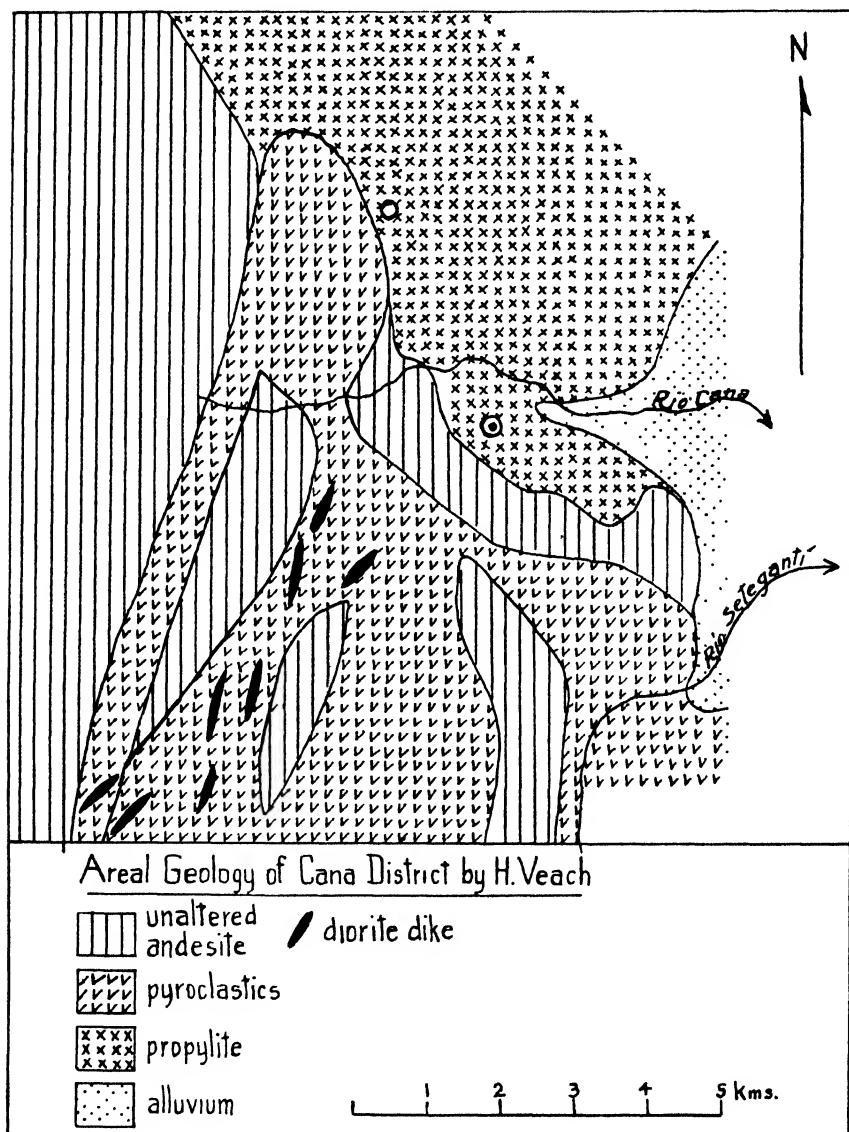 N
Rio Cana
Rio Seteganti
Areal Geology of Cana District by H. Veach
unaltered
andesite
diorite dike
pyroclastics
propylite
alluvium
1 2 3 4 5 kms.